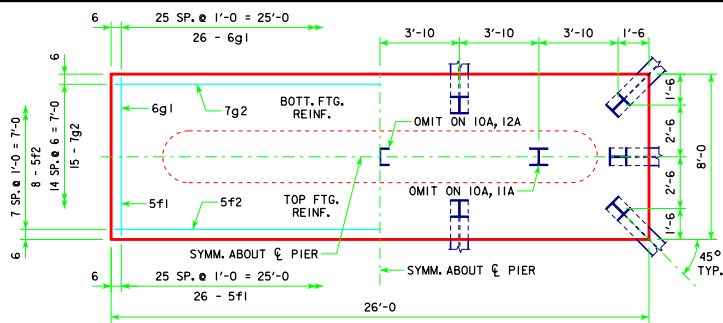 6
25 SP. @ 1'-0 = 25'-0
26 - 6g1
3'-10
3'-10
3'-10
1'-6
6
6g1
7g2
BOTT. FTG.
REINF.
OMIT ON 10A, 12A
1'-6
2'-6
8'-0
7 SP. @ 1'-0 = 7'-0
8 - 5f2
14 SP. @ 6 = 7'-0
15 - 7g2
OMIT ON 10A, 11A
5f1
5f2
TOP FTG.
REINF.
2'-6
1'-6
6
SYMM. ABOUT ℄ PIER
SYMM. ABOUT ℄ PIER
45°
TYP.
6
25 SP. @ 1'-0 = 25'-0
26 - 5f1
26'-0